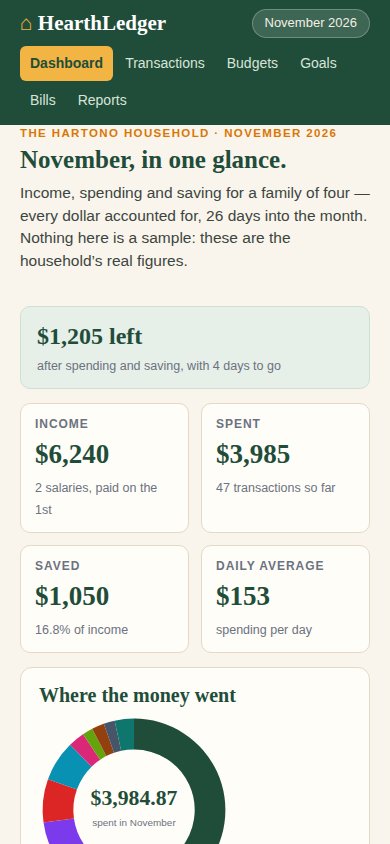 ⌂ HearthLedger
November 2026
Dashboard Transactions Budgets Goals
Bills Reports
THE HARTONO HOUSEHOLD · NOVEMBER 2026
November, in one glance.
Income, spending and saving for a family of four —
every dollar accounted for, 26 days into the month.
Nothing here is a sample: these are the
household’s real figures.
$1,205 left
after spending and saving, with 4 days to go
INCOME
$6,240
2 salaries, paid on the
1st
SPENT
$3,985
47 transactions so far
SAVED
$1,050
16.8% of income
DAILY AVERAGE
$153
spending per day
Where the money went
$3,984.87
spent in November